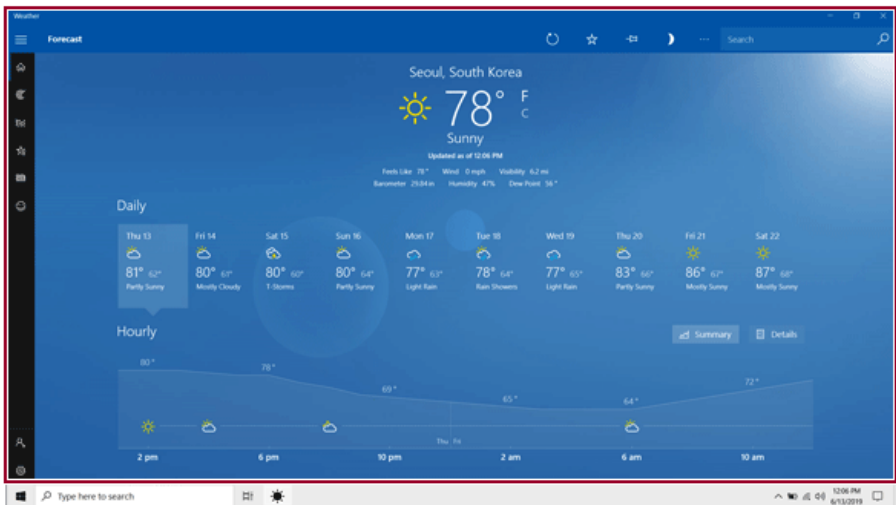 Weather
Forecast
Search
Seoul, South Korea
78° F
C
Sunny
Updated as of 12:06 PM
Feels Like 78° Wind 0 mph Visibility 6.2 mi
Barometer 29.84 in Humidity 47% Dew Point 56°
Daily
Thu 13 Fri 14 Sat 15 Sun 16 Mon 17 Tue 18 Wed 19 Thu 20 Fri 21 Sat 22
81° 62° 80° 61° 80° 60° 80° 64° 77° 63° 78° 64° 77° 65° 83° 66° 86° 67° 87° 68°
Partly Sunny Mostly Cloudy T-Storms Partly Sunny Light Rain Rain Showers Light Rain Partly Sunny Mostly Sunny Mostly Sunny
Hourly
Summary Details
80° 78° 69° 65° 64° 72°
Thu Fri
2 pm 6 pm 10 pm 2 am 6 am 10 am
Type here to search
12:06 PM
6/13/2019